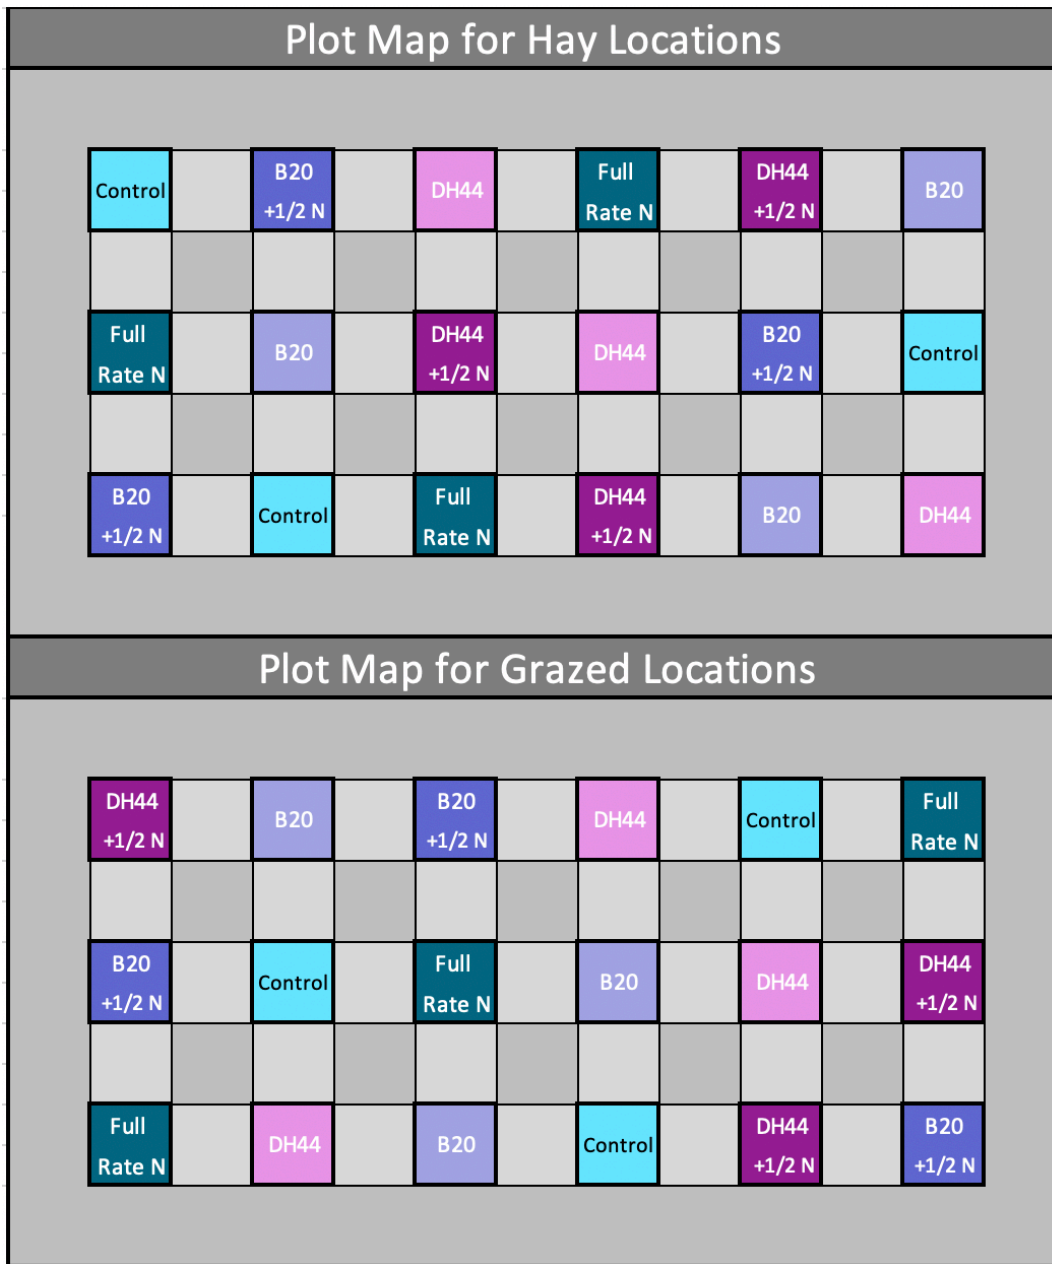 Plot Map for Hay Locations
Control
B20
+1/2 N
DH44
Full
Rate N
DH44
+1/2 N
B20
Full
Rate N
B20
DH44
+1/2 N
DH44
B20
+1/2 N
Control
B20
+1/2 N
Control
Full
Rate N
DH44
+1/2 N
B20
DH44
Plot Map for Grazed Locations
DH44
+1/2 N
B20
B20
+1/2 N
DH44
Control
Full
Rate N
B20
+1/2 N
Control
Full
Rate N
B20
DH44
DH44
+1/2 N
Full
Rate N
DH44
B20
Control
DH44
+1/2 N
B20
+1/2 N